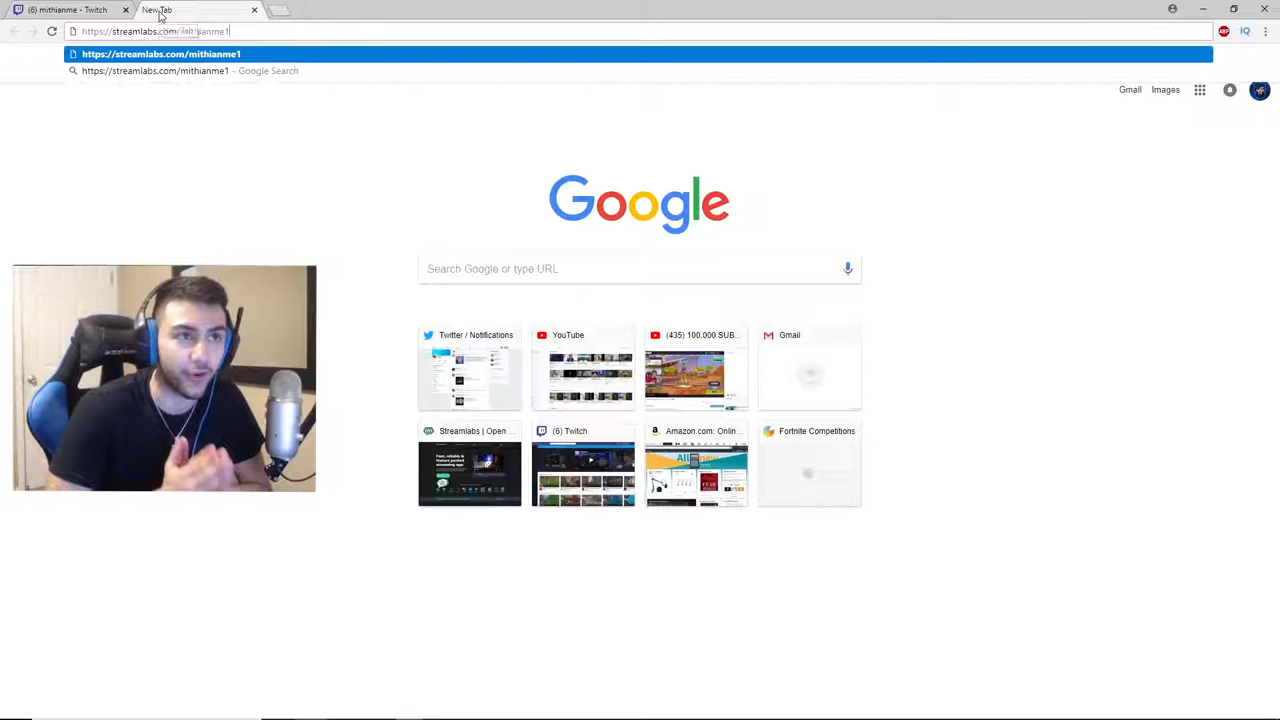 (6) mithianme - Twitch
New Tab
https://streamlabs.com/mithianme1
https://streamlabs.com/mithianme1
https://streamlabs.com/mithianme1 - Google Search
ABP
IQ
Gmail Images
Google
Search Google or type URL
Twitter / Notifications
YouTube
(435) 100,000 SUB...
Gmail
Streamlabs | Open ...
(6) Twitch
Amazon.com: Onlin...
Fortnite Competitions